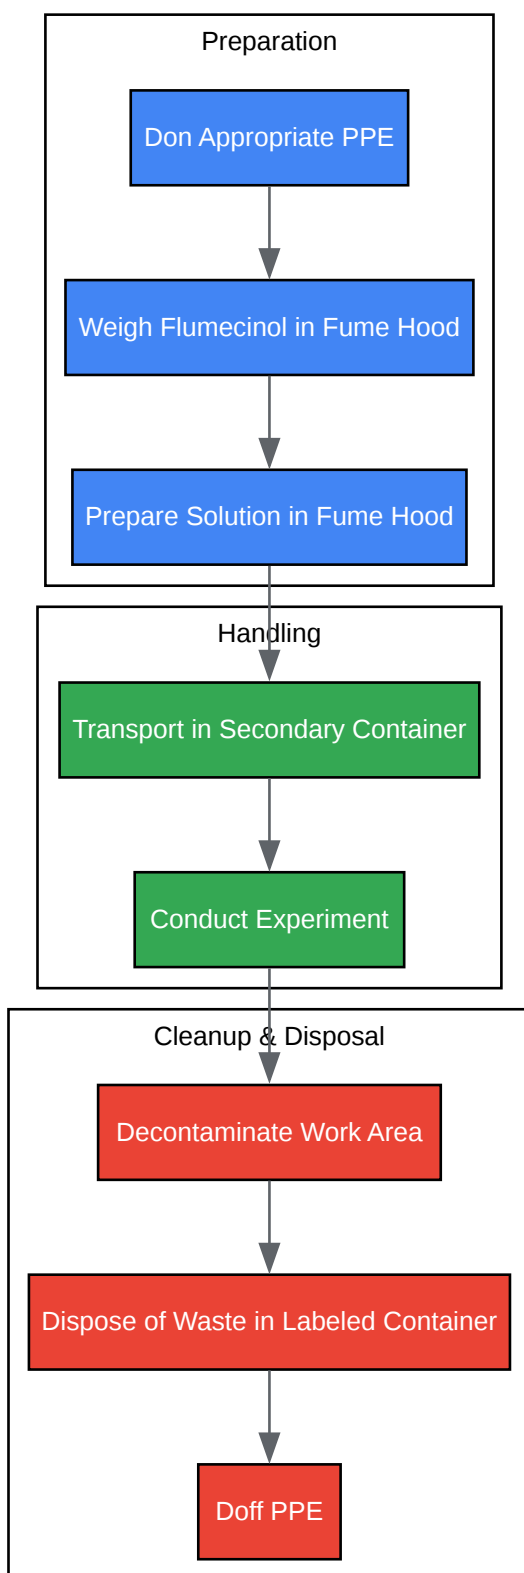 Preparation
Don Appropriate PPE
Weigh Flumecinol in Fume Hood
Prepare Solution in Fume Hood
Handling
Transport in Secondary Container
Conduct Experiment
Cleanup & Disposal
Decontaminate Work Area
Dispose of Waste in Labeled Container
Doff PPE